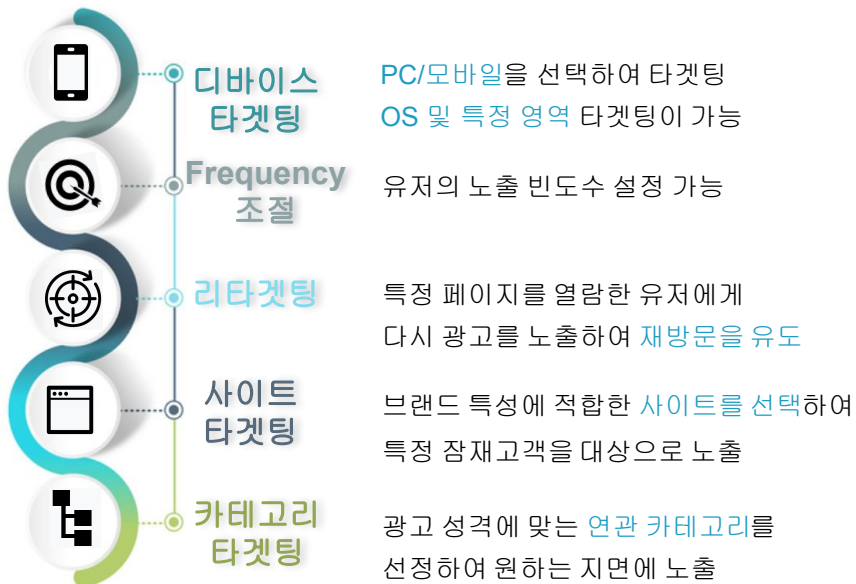 디바이스
타겟팅
PC/모바일을 선택하여 타겟팅
OS 및 특정 영역 타겟팅이 가능
Frequency
조절
유저의 노출 빈도수 설정 가능
리타겟팅
특정 페이지를 열람한 유저에게
다시 광고를 노출하여 재방문을 유도
사이트
타겟팅
브랜드 특성에 적합한 사이트를 선택하여
특정 잠재고객을 대상으로 노출
카테고리
타겟팅
광고 성격에 맞는 연관 카테고리를
선정하여 원하는 지면에 노출